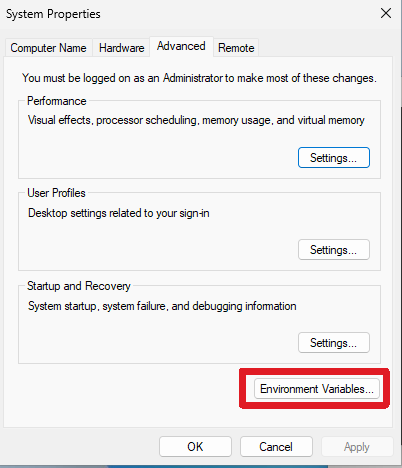 System Properties
Computer Name Hardware Advanced Remote
You must be logged on as an Administrator to make most of these changes.
Performance
Visual effects, processor scheduling, memory usage, and virtual memory
Settings...
User Profiles
Desktop settings related to your sign-in
Settings...
Startup and Recovery
System startup, system failure, and debugging information
Settings...
Environment Variables...
OK Cancel Apply